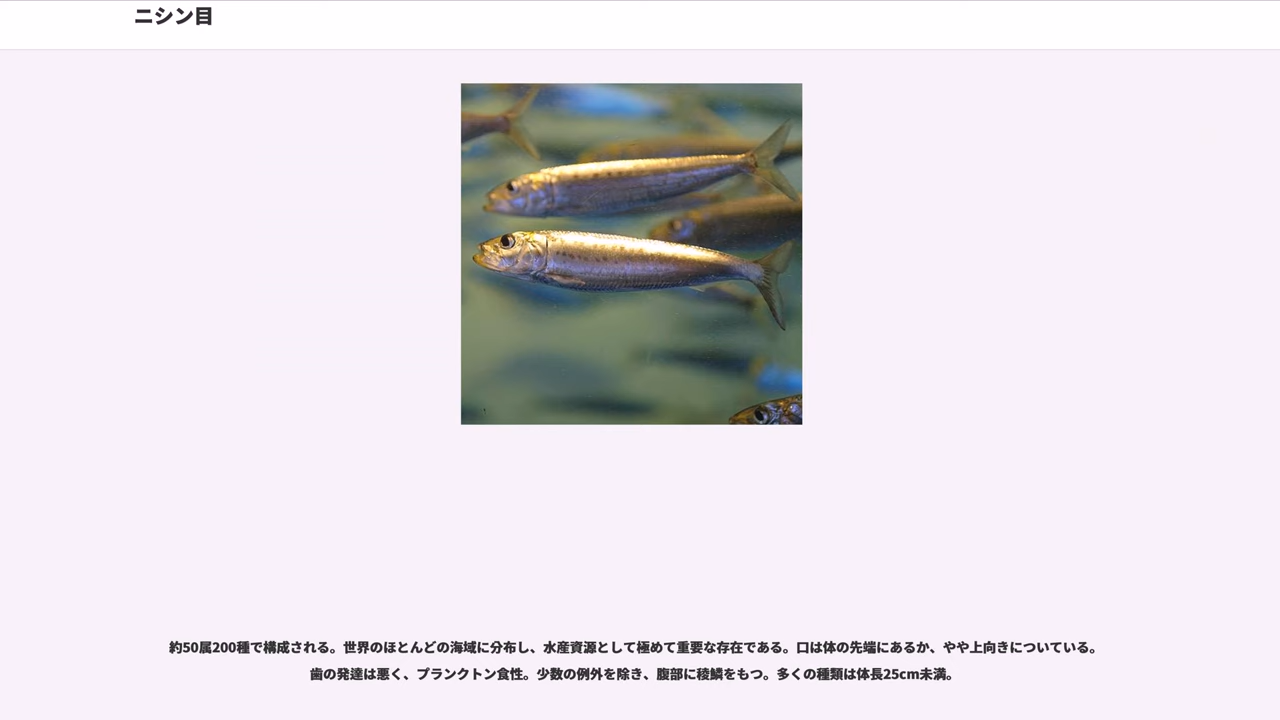 ニシン目
約50属200種で構成される。世界のほとんどの海域に分布し、水産資源として極めて重要な存在である。口は体の先端にあるか、やや上向きについている。
歯の発達は悪く、プランクトン食性。少数の例外を除き、腹部に稜鱗をもつ。多くの種類は体長25cm未満。